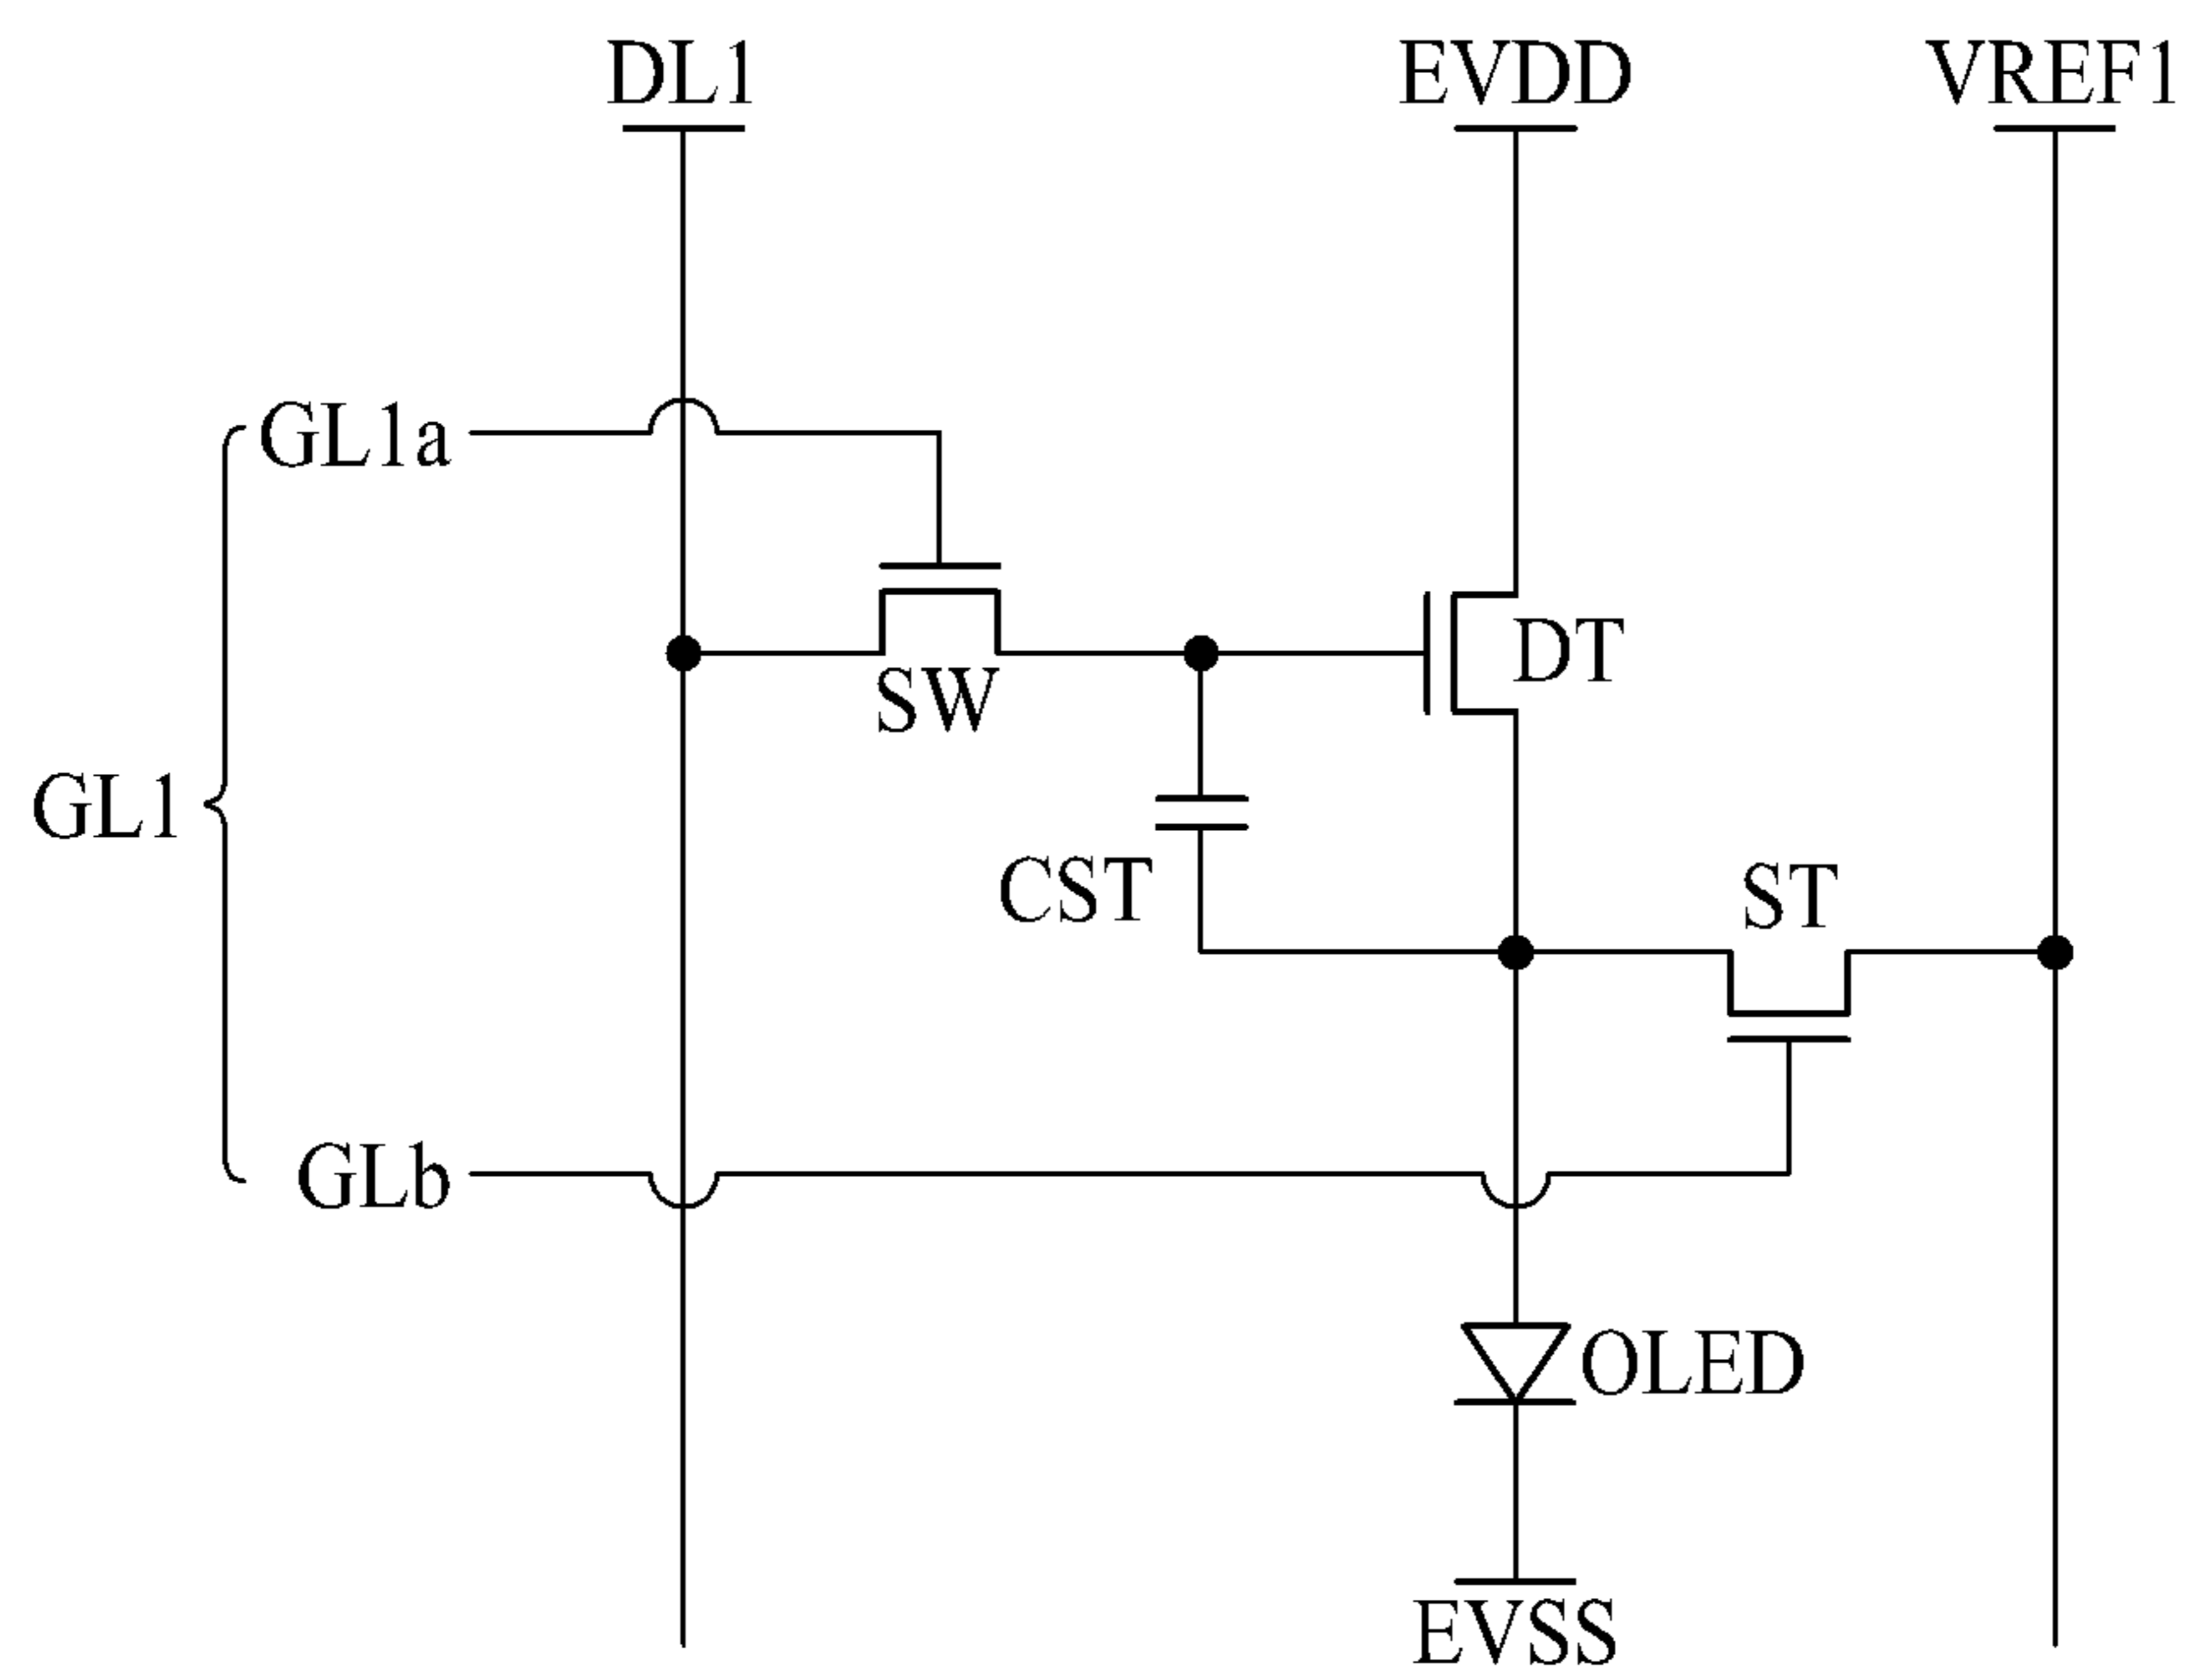 DL1 EVDD VREF1
GL1a
DT
SW
GL1
CST
ST
GLb
OLED
EVSS